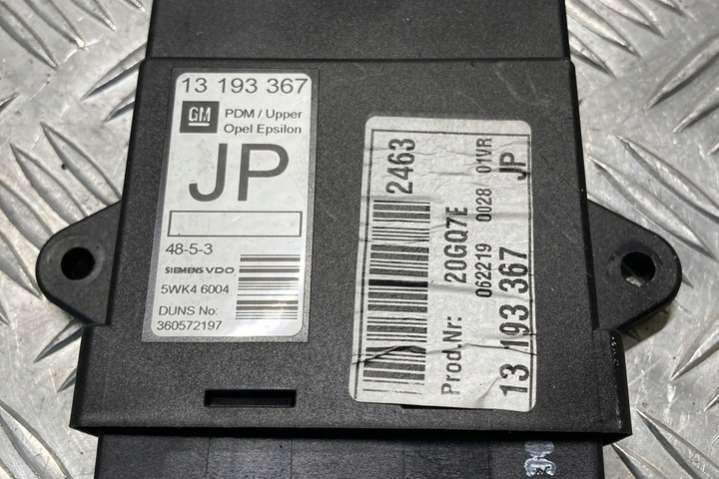 13 193 367
GM
PDM / Upper
Opel Epsilon
JP
48-5-3
SIEMENS VDO
5WK4 6004
DUNS No:
360572197
2463
Prod.Nr: 20GQ7E
062219 0028 01VR
13 193 367 JP